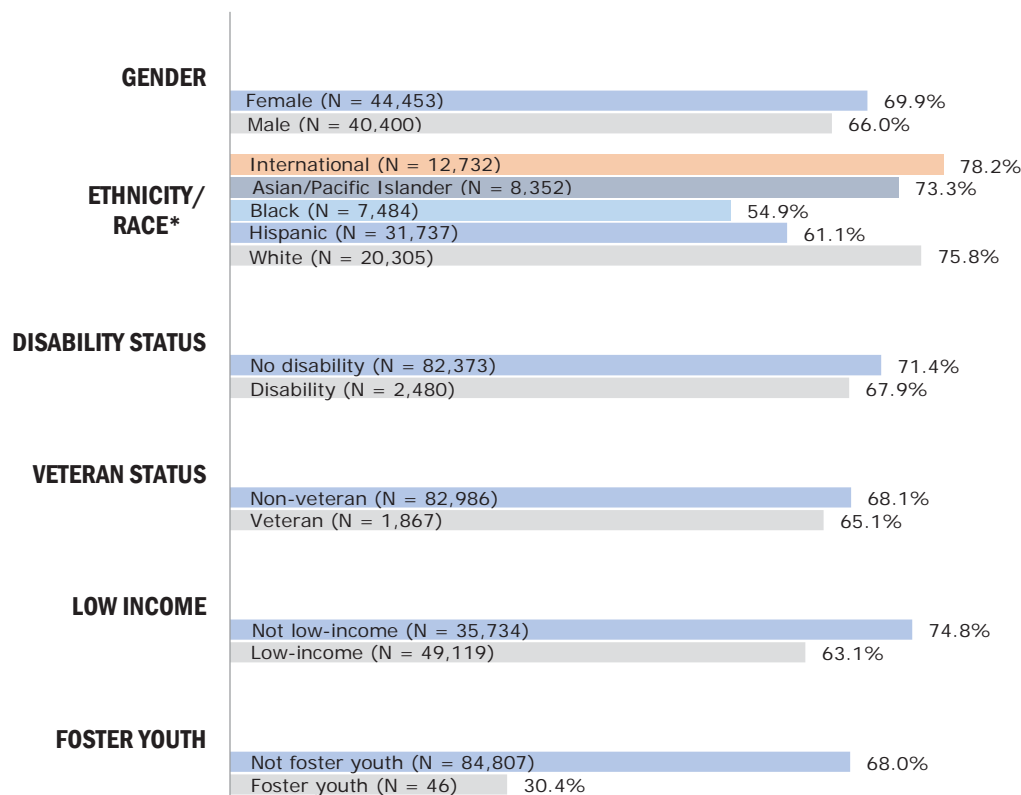 GENDER
Female (N = 44,453) 69.9%
Male (N = 40,400) 66.0%
ETHNICITY/
RACE*
International (N = 12,732) 78.2%
Asian/Pacific Islander (N = 8,352) 73.3%
Black (N = 7,484) 54.9%
Hispanic (N = 31,737) 61.1%
White (N = 20,305) 75.8%
DISABILITY STATUS
No disability (N = 82,373) 71.4%
Disability (N = 2,480) 67.9%
VETERAN STATUS
Non-veteran (N = 82,986) 68.1%
Veteran (N = 1,867) 65.1%
LOW INCOME
Not low-income (N = 35,734) 74.8%
Low-income (N = 49,119) 63.1%
FOSTER YOUTH
Not foster youth (N = 84,807) 68.0%
Foster youth (N = 46) 30.4%